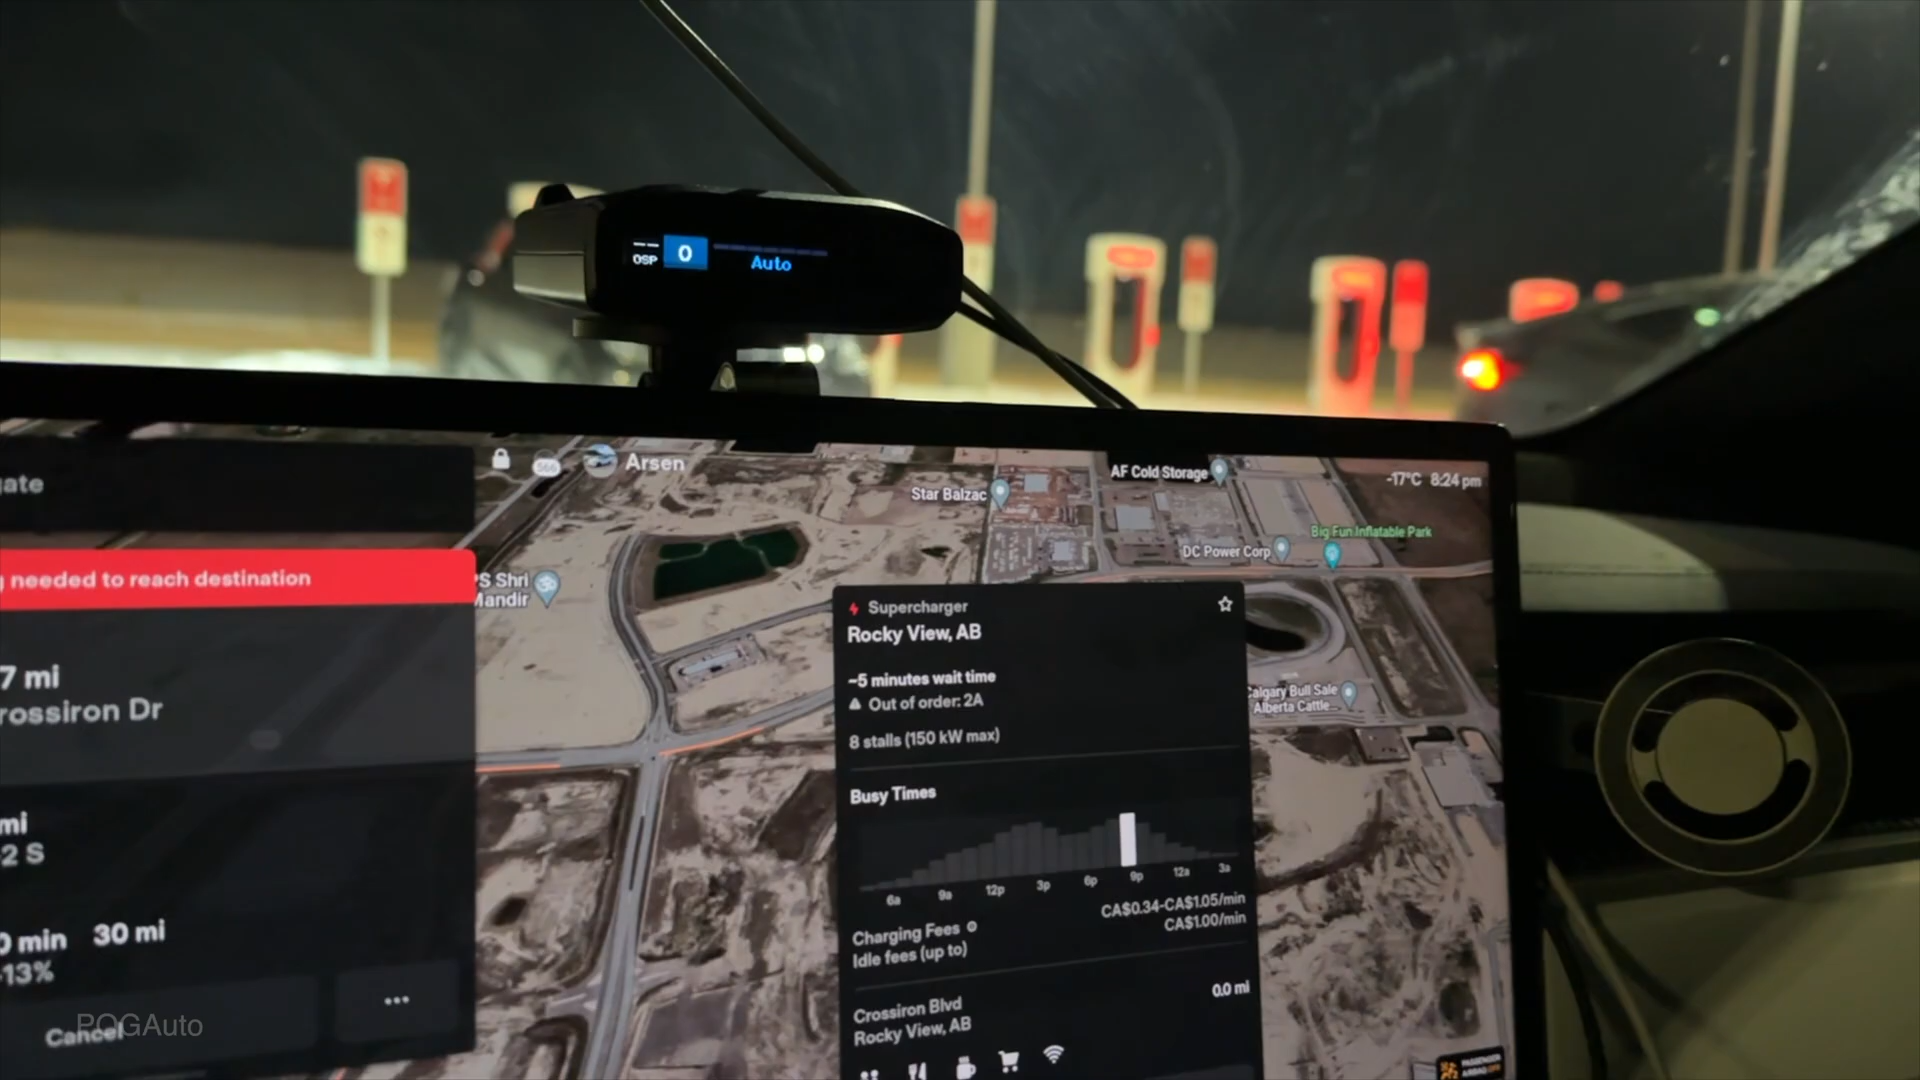 OSP
0
Auto
566
Arsen
-17°C 8:24 pm
AF Cold Storage
Star Balzac
Big Fun Inflatable Park
DC Power Corp
Shri
Mandir
needed to reach destination
7 mi
rossiron Dr
mi
2 S
0 min 30 mi
-13%
Cancel
...
Supercharger
Rocky View, AB
~5 minutes wait time
Out of order: 2A
8 stalls (150 kW max)
Busy Times
6a 9a 12p 3p 6p 9p 12a 3a
Charging Fees CA$0.34-CA$1.05/min
Idle fees (up to) CA$1.00/min
Crossiron Blvd 0.0 mi
Rocky View, AB
Calgary Bull Sale
Alberta Cattle...
PASSENGER
AIRBAG OFF
POGAuto